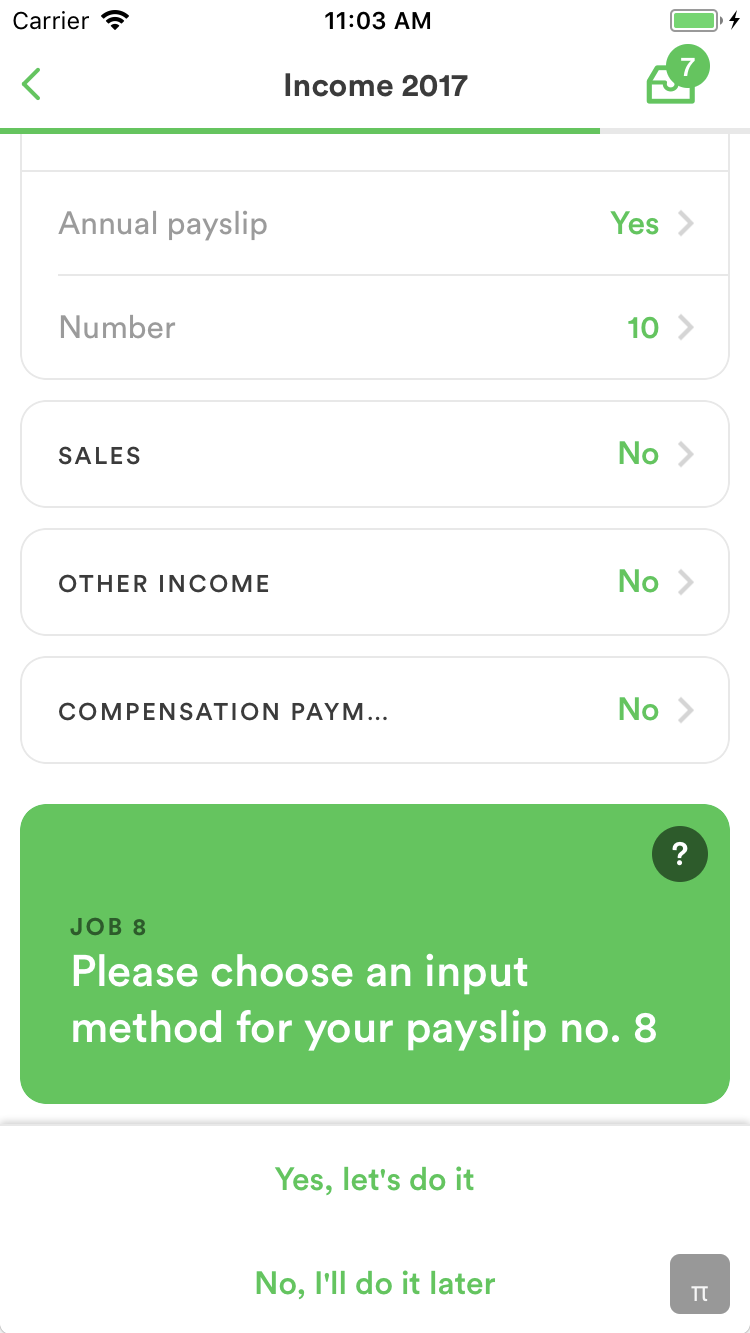 Carrier 11:03 AM
Income 2017
7
Annual payslip Yes
Number 10
SALES No
OTHER INCOME No
COMPENSATION PAYM... No
?
JOB 8
Please choose an input
method for your payslip no. 8
Yes, let's do it
No, I'll do it later
π